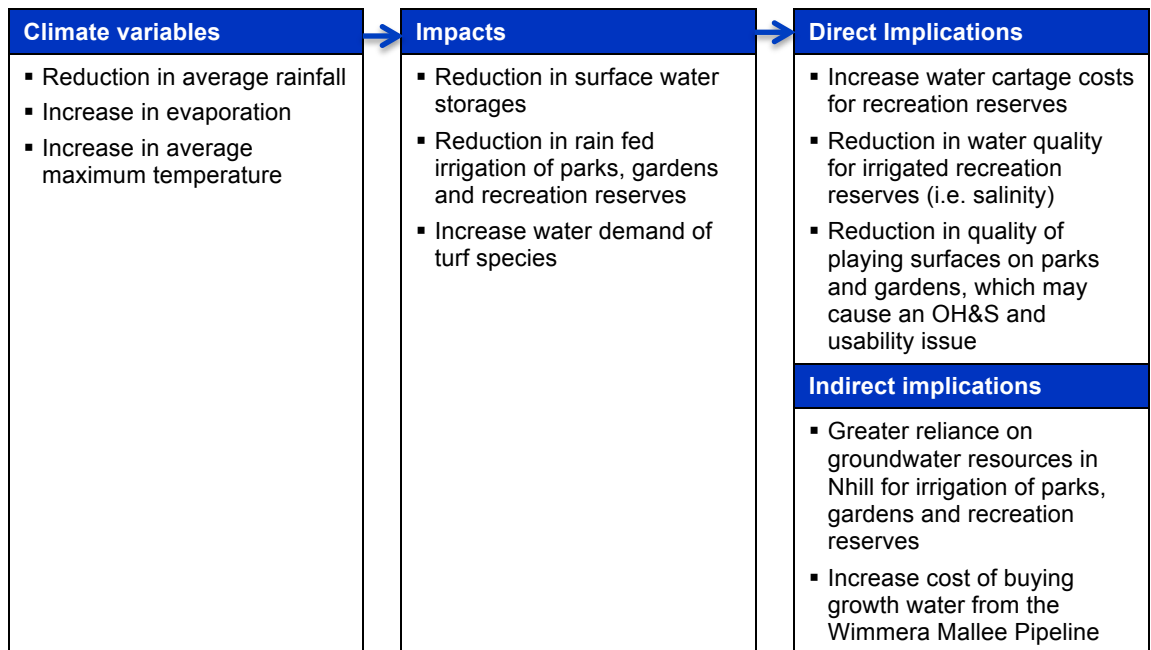 Climate variables
▪ Reduction in average rainfall
▪ Increase in evaporation
▪ Increase in average
maximum temperature
Impacts
▪ Reduction in surface water
storages
▪ Reduction in rain fed
irrigation of parks, gardens
and recreation reserves
▪ Increase water demand of
turf species
Direct Implications
▪ Increase water cartage costs
for recreation reserves
▪ Reduction in water quality
for irrigated recreation
reserves (i.e. salinity)
▪ Reduction in quality of
playing surfaces on parks
and gardens, which may
cause an OH&S and
usability issue
Indirect implications
▪ Greater reliance on
groundwater resources in
Nhill for irrigation of parks,
gardens and recreation
reserves
▪ Increase cost of buying
growth water from the
Wimmera Mallee Pipeline